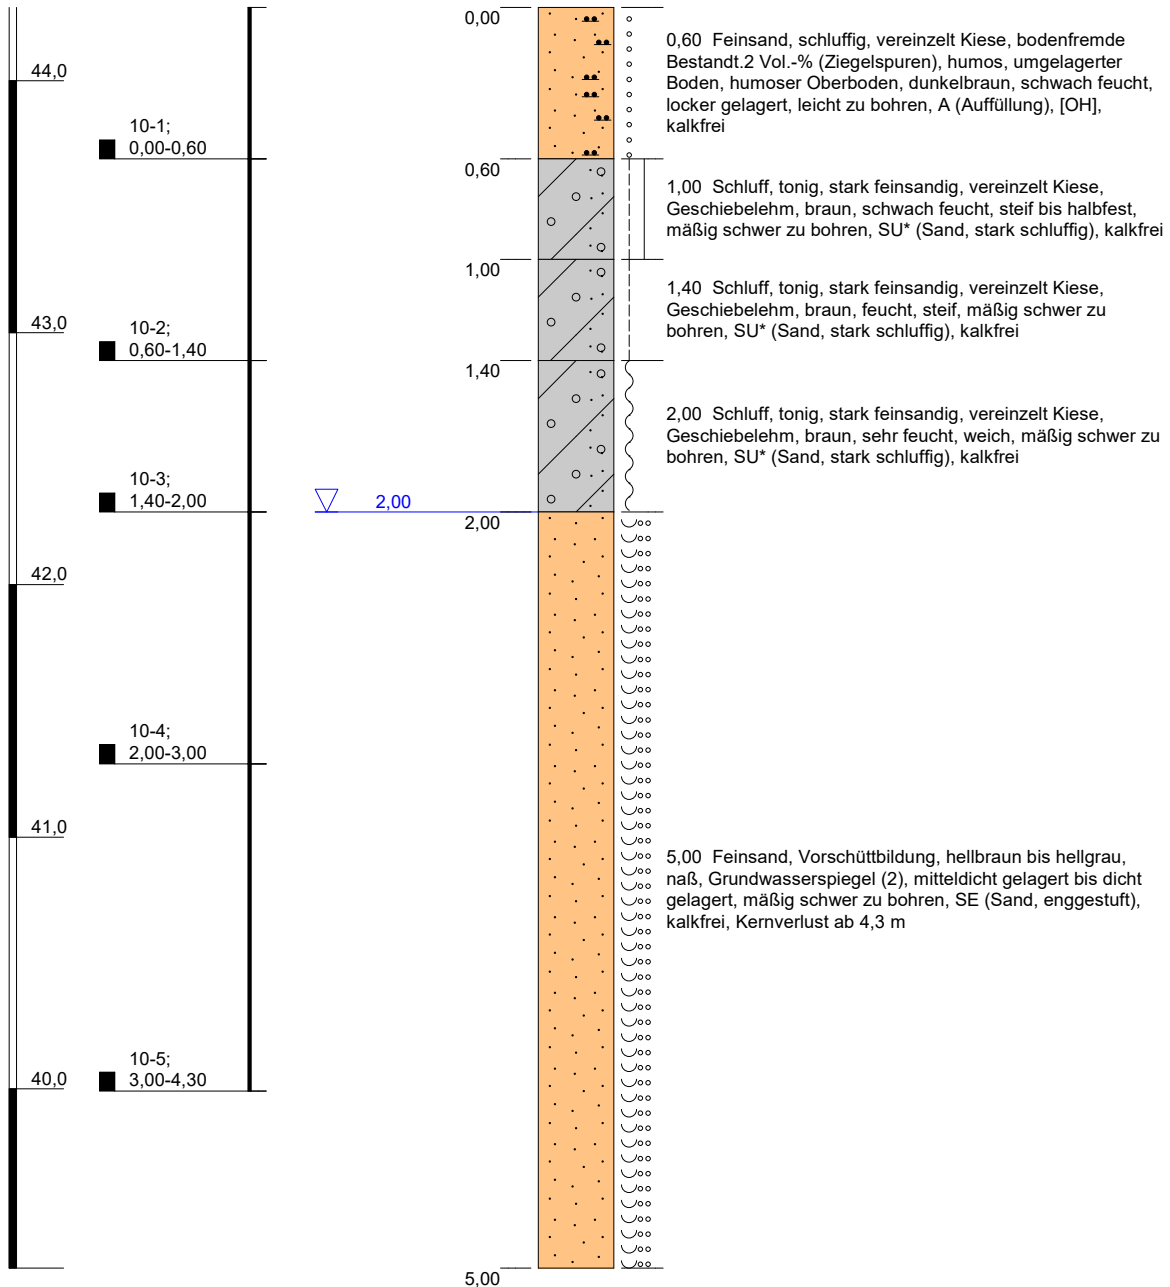 44,0
43,0
42,0
41,0
40,0
10-1;
0,00-0,60
10-2;
0,60-1,40
10-3;
1,40-2,00
10-4;
2,00-3,00
10-5;
3,00-4,30
2,00
0,00
0,60
1,00
1,40
2,00
5,00
0,60 Feinsand, schluffig, vereinzelt Kiese, bodenfremde
Bestandt.2 Vol.-% (Ziegelspuren), humos, umgelagerter
Boden, humoser Oberboden, dunkelbraun, schwach feucht,
locker gelagert, leicht zu bohren, A (Auffüllung), [OH],
kalkfrei
1,00 Schluff, tonig, stark feinsandig, vereinzelt Kiese,
Geschiebelehm, braun, schwach feucht, steif bis halbfest,
mäßig schwer zu bohren, SU* (Sand, stark schluffig), kalkfrei
1,40 Schluff, tonig, stark feinsandig, vereinzelt Kiese,
Geschiebelehm, braun, feucht, steif, mäßig schwer zu
bohren, SU* (Sand, stark schluffig), kalkfrei
2,00 Schluff, tonig, stark feinsandig, vereinzelt Kiese,
Geschiebelehm, braun, sehr feucht, weich, mäßig schwer zu
bohren, SU* (Sand, stark schluffig), kalkfrei
5,00 Feinsand, Vorschüttbildung, hellbraun bis hellgrau,
naß, Grundwasserspiegel (2), mitteldicht gelagert bis dicht
gelagert, mäßig schwer zu bohren, SE (Sand, enggestuft),
kalkfrei, Kernverlust ab 4,3 m